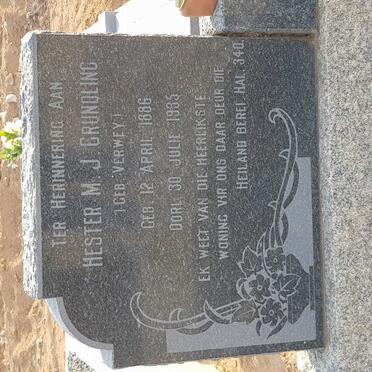 TER HERINNERING AAN
HESTER M. J. GRUNDLING
(GEB. VERWEY)
GEB. 12 APRIL 1886
OORL. 30 JULIE 1935
EK WEET VAN DIE HEERLIKSTE
WONING VIR ONS DAAR DEUR DIE
HEILAND BEREI HAL. 340.